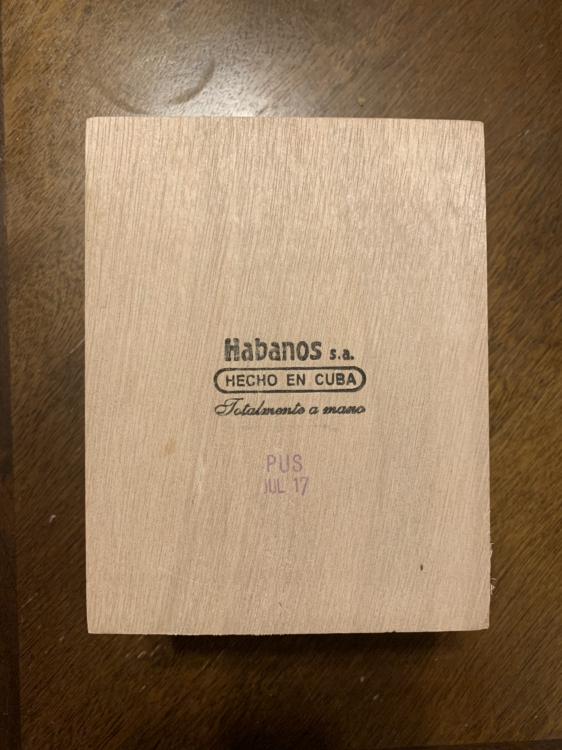 Habanos s.a.
HECHO EN CUBA
Totalmente a mano
PUS
JUL 17